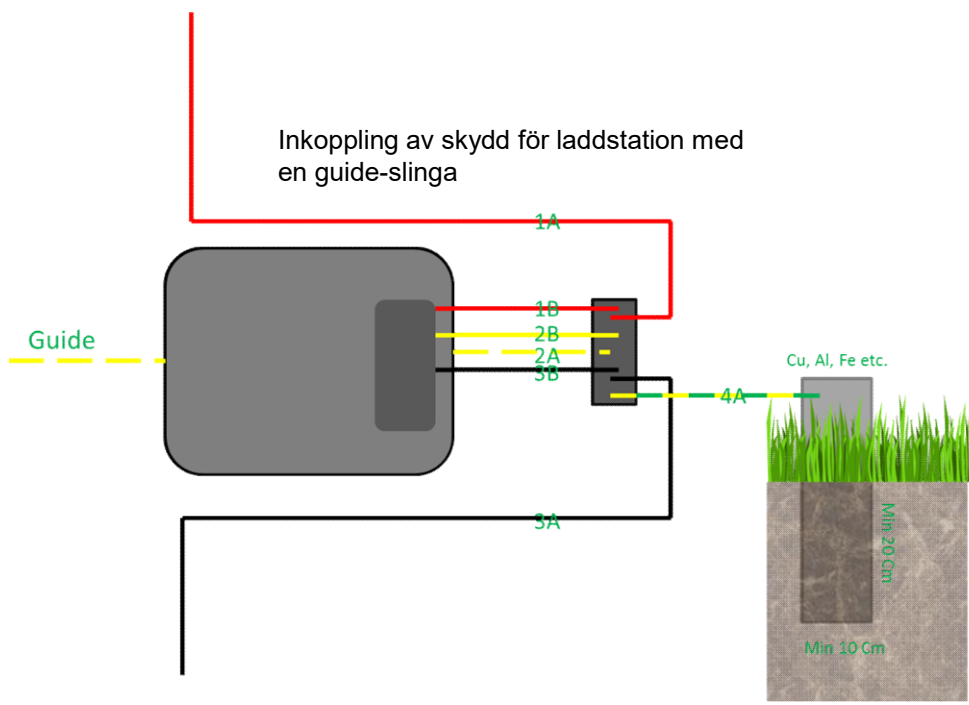 Inkoppling av skydd för laddstation med
en guide-slinga
1A
1B
Guide
2B
2A
3B
Cu, Al, Fe etc.
4A
3A
Min 20 Cm
Min 10 Cm